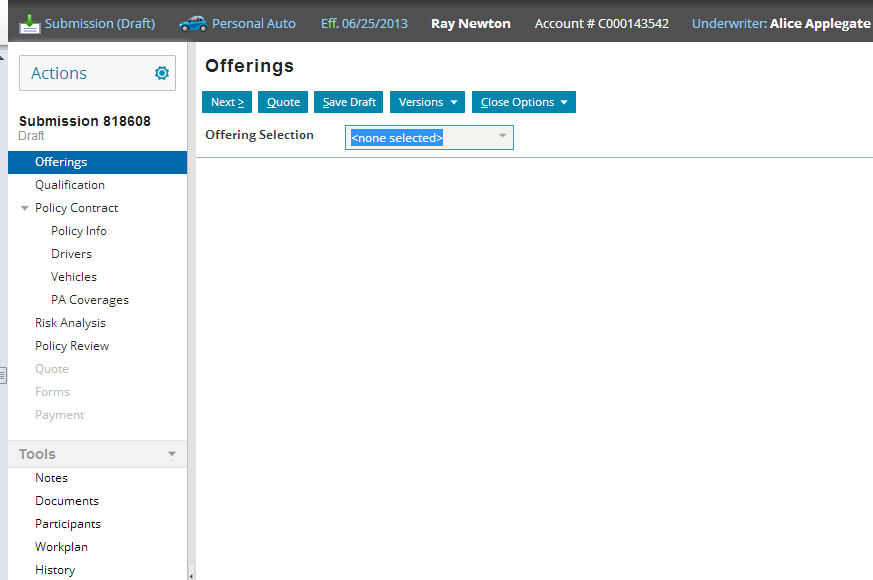 Submission (Draft) Personal Auto Eff. 06/25/2013 Ray Newton Account # C000143542 Underwriter: Alice Applegate
Actions
Submission 818608
Draft
Offerings
Qualification
Policy Contract
Policy Info
Drivers
Vehicles
PA Coverages
Risk Analysis
Policy Review
Quote
Forms
Payment
Tools
Notes
Documents
Participants
Workplan
History
Offerings
Next > Quote Save Draft Versions Close Options
Offering Selection <none selected>